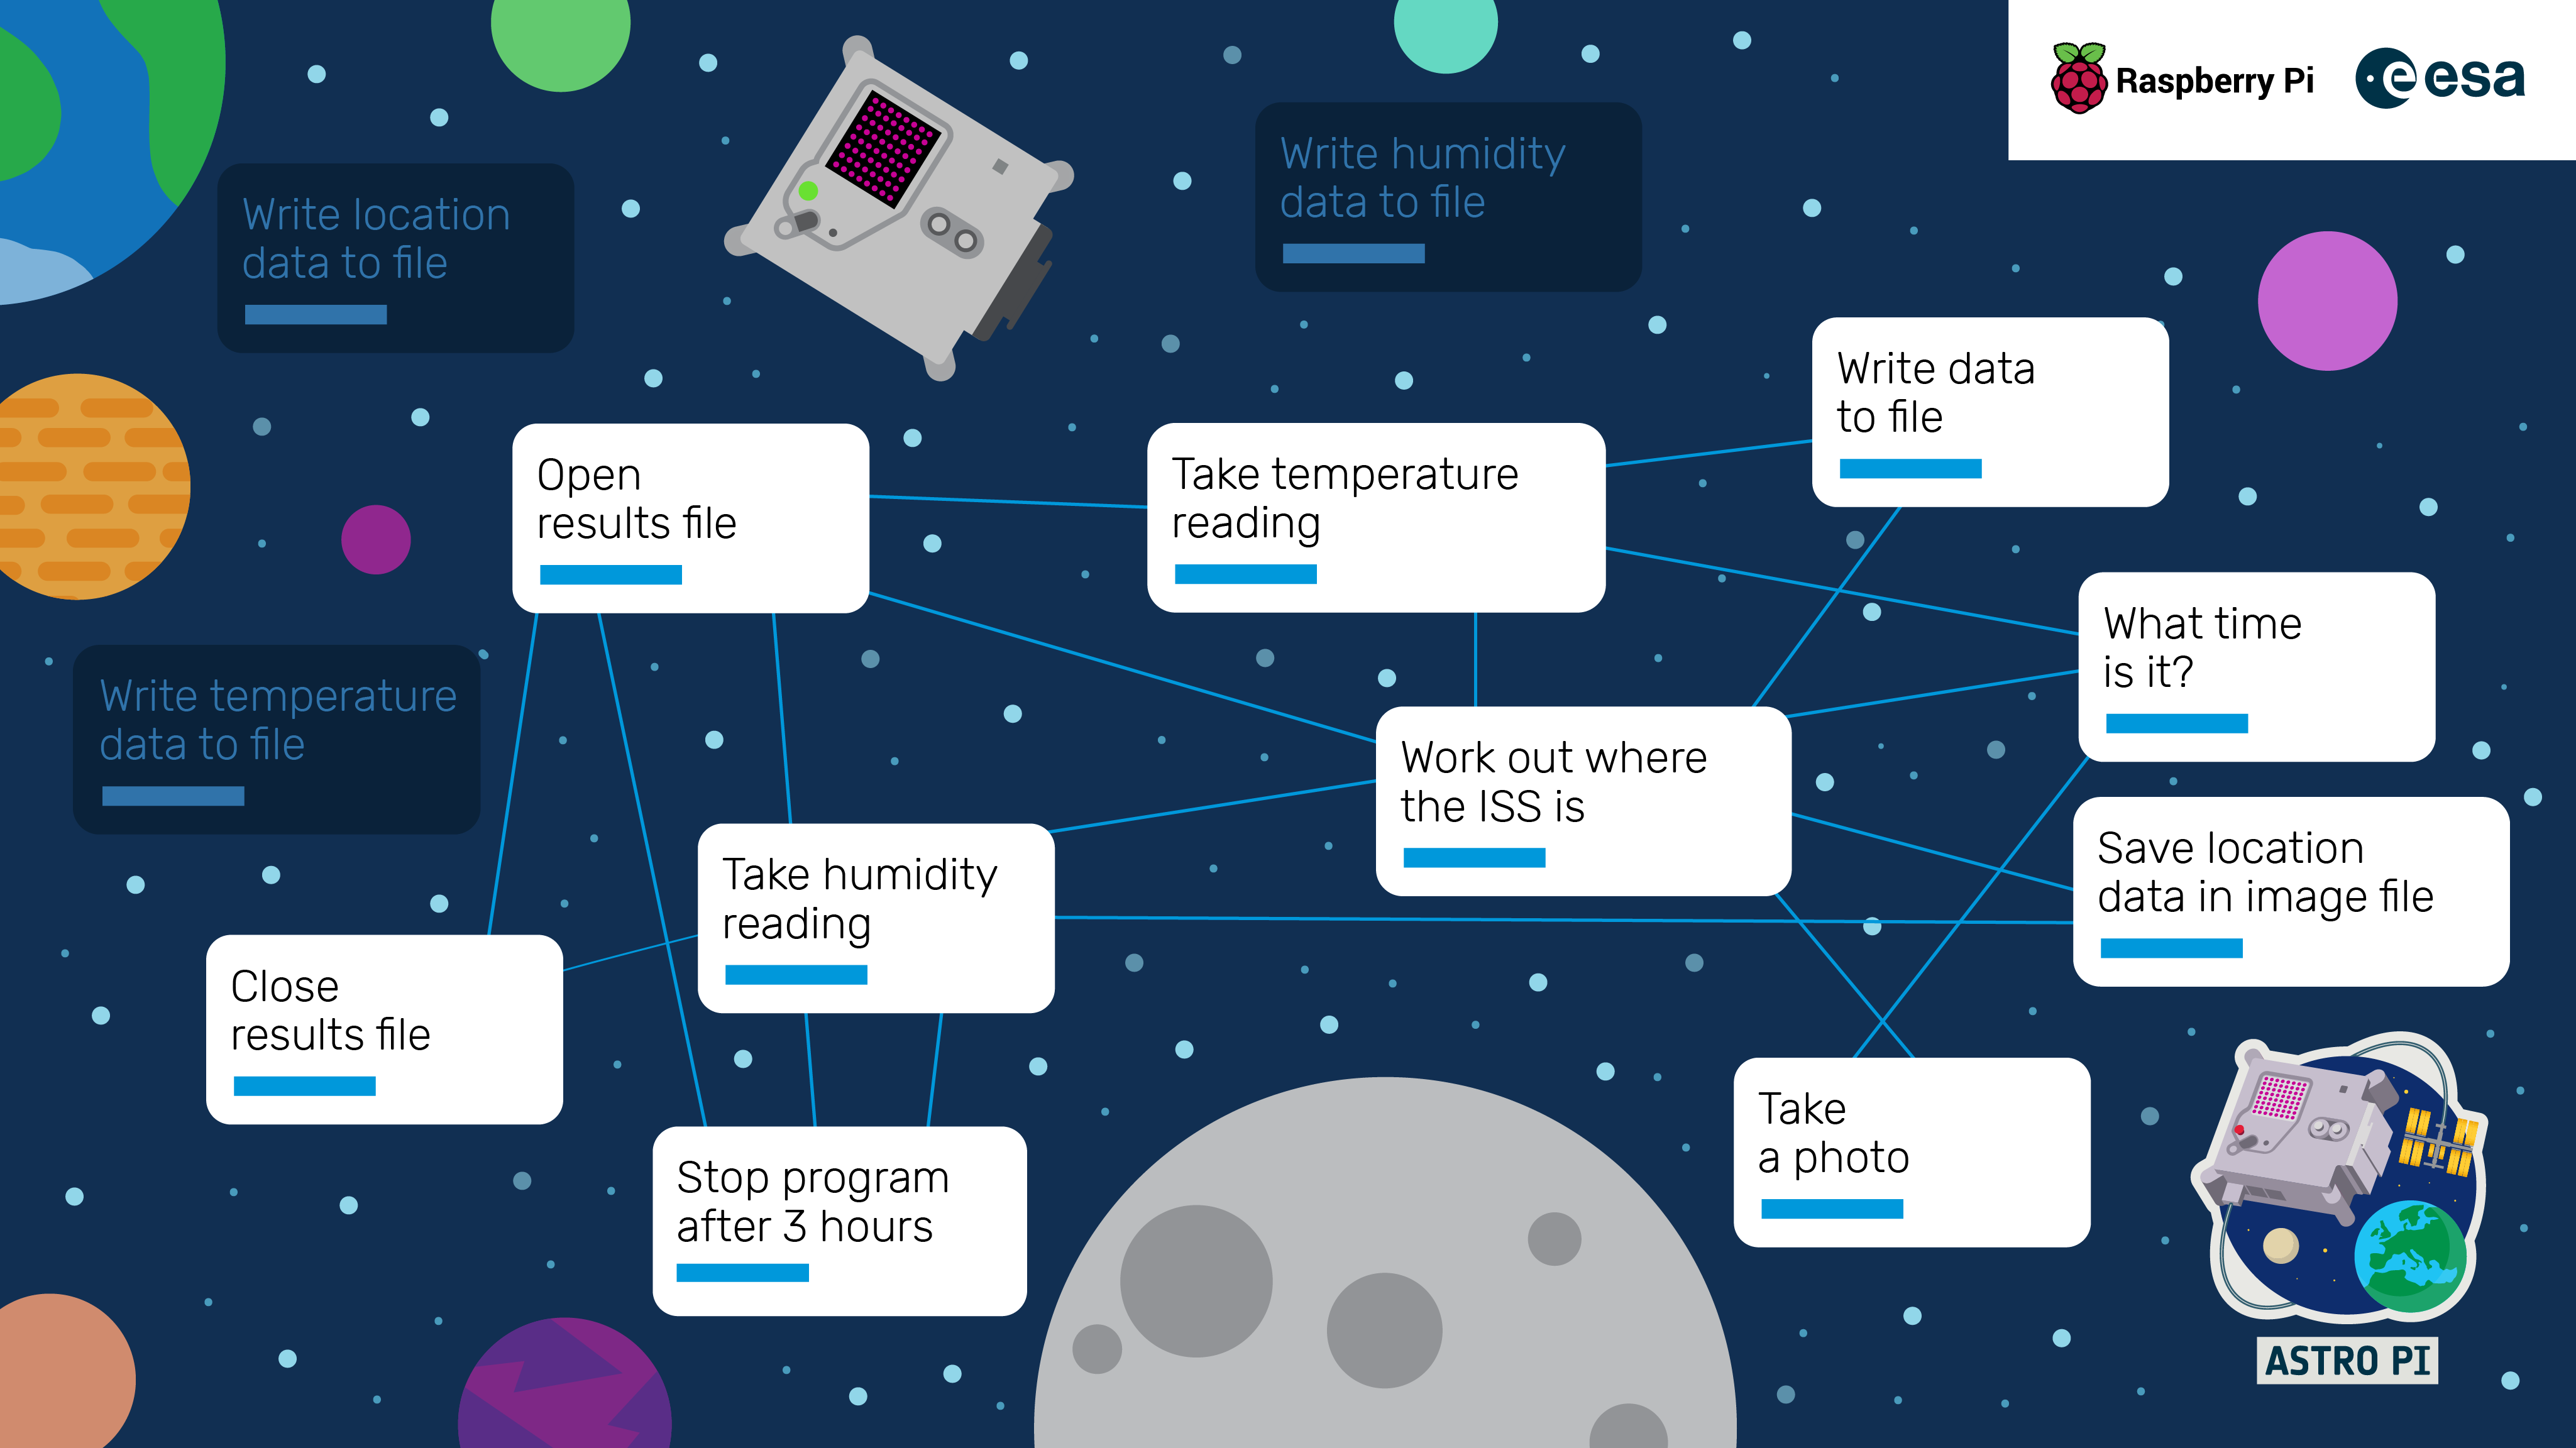 Raspberry Pi
esa
Write humidity
data to file
Write location
data to file
Write data
to file
Open
results file
Take temperature
reading
What time
is it?
Write temperature
data to file
Work out where
the ISS is
Save location
data in image file
Take humidity
reading
Close
results file
Take
a photo
Stop program
after 3 hours
ASTRO PI